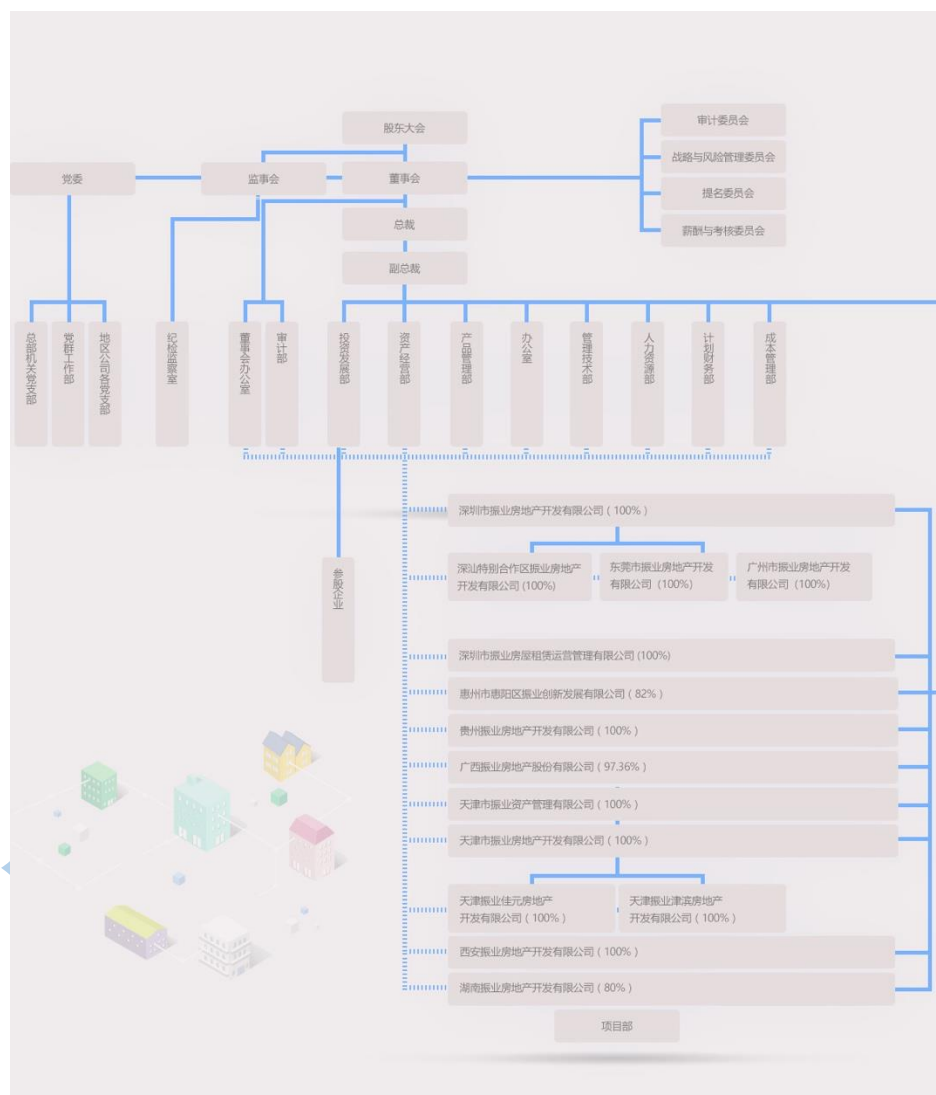 股东大会
审计委员会
战略与风险管理委员会
党委
监事会
董事会
提名委员会
总裁
薪酬与考核委员会
副总裁
总部机关党支部
党群工作部
地区公司各党支部
纪检监察室
董事会办公室
审计部
投资发展部
资产经营部
产品管理部
办公室
管理技术部
人力资源部
计划财务部
成本管理部
深圳市振业房地产开发有限公司(100%)
深汕特别合作区振业房地产
开发有限公司(100%)
东莞市振业房地产开发
有限公司(100%)
广州市振业房地产开发
有限公司(100%)
参股企业
深圳市振业房屋租赁运营管理有限公司(100%)
惠州市惠阳区振业创新发展有限公司(82%)
贵州振业房地产开发有限公司(100%)
广西振业房地产股份有限公司(97.36%)
天津市振业资产管理有限公司(100%)
天津市振业房地产开发有限公司(100%)
天津振业佳元房地产
开发有限公司(100%)
天津振业津滨房地产
开发有限公司(100%)
西安振业房地产开发有限公司(100%)
湖南振业房地产开发有限公司(80%)
项目部